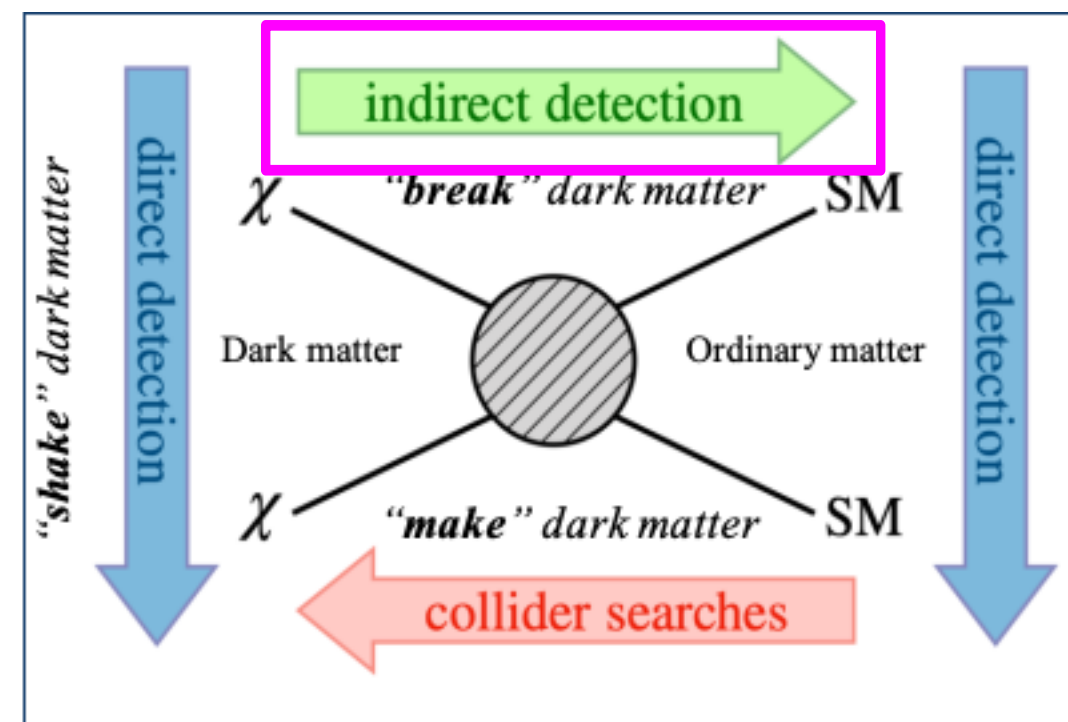 indirect detection
χ "break" dark matter SM
"shake" dark matter
direct detection
direct detection
Dark matter
Ordinary matter
χ "make" dark matter SM
collider searches